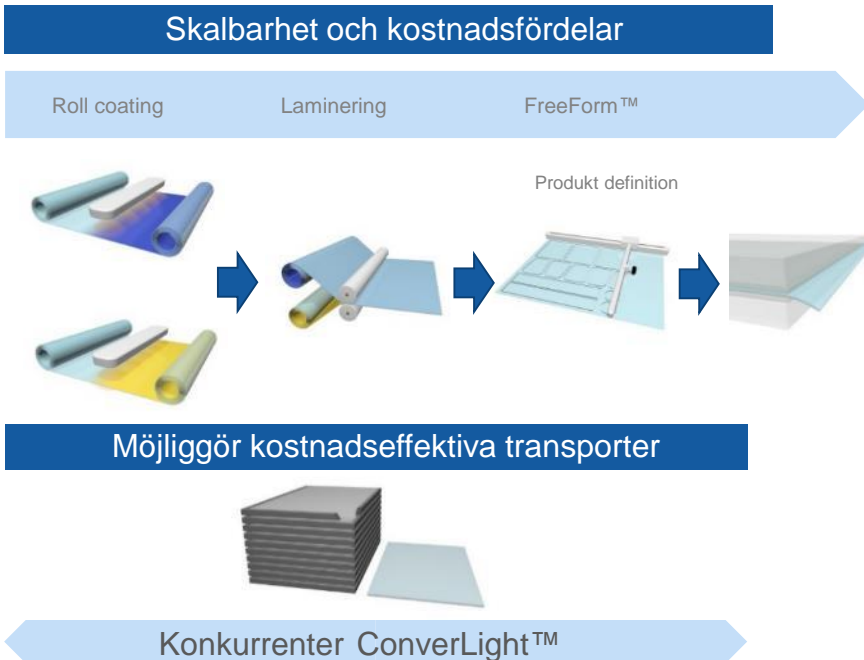 Skalbarhet och kostnadsfördelar
Roll coating
Laminering
FreeForm™
Produkt definition
Möjliggör kostnadseffektiva transporter
Konkurrenter ConverLight™